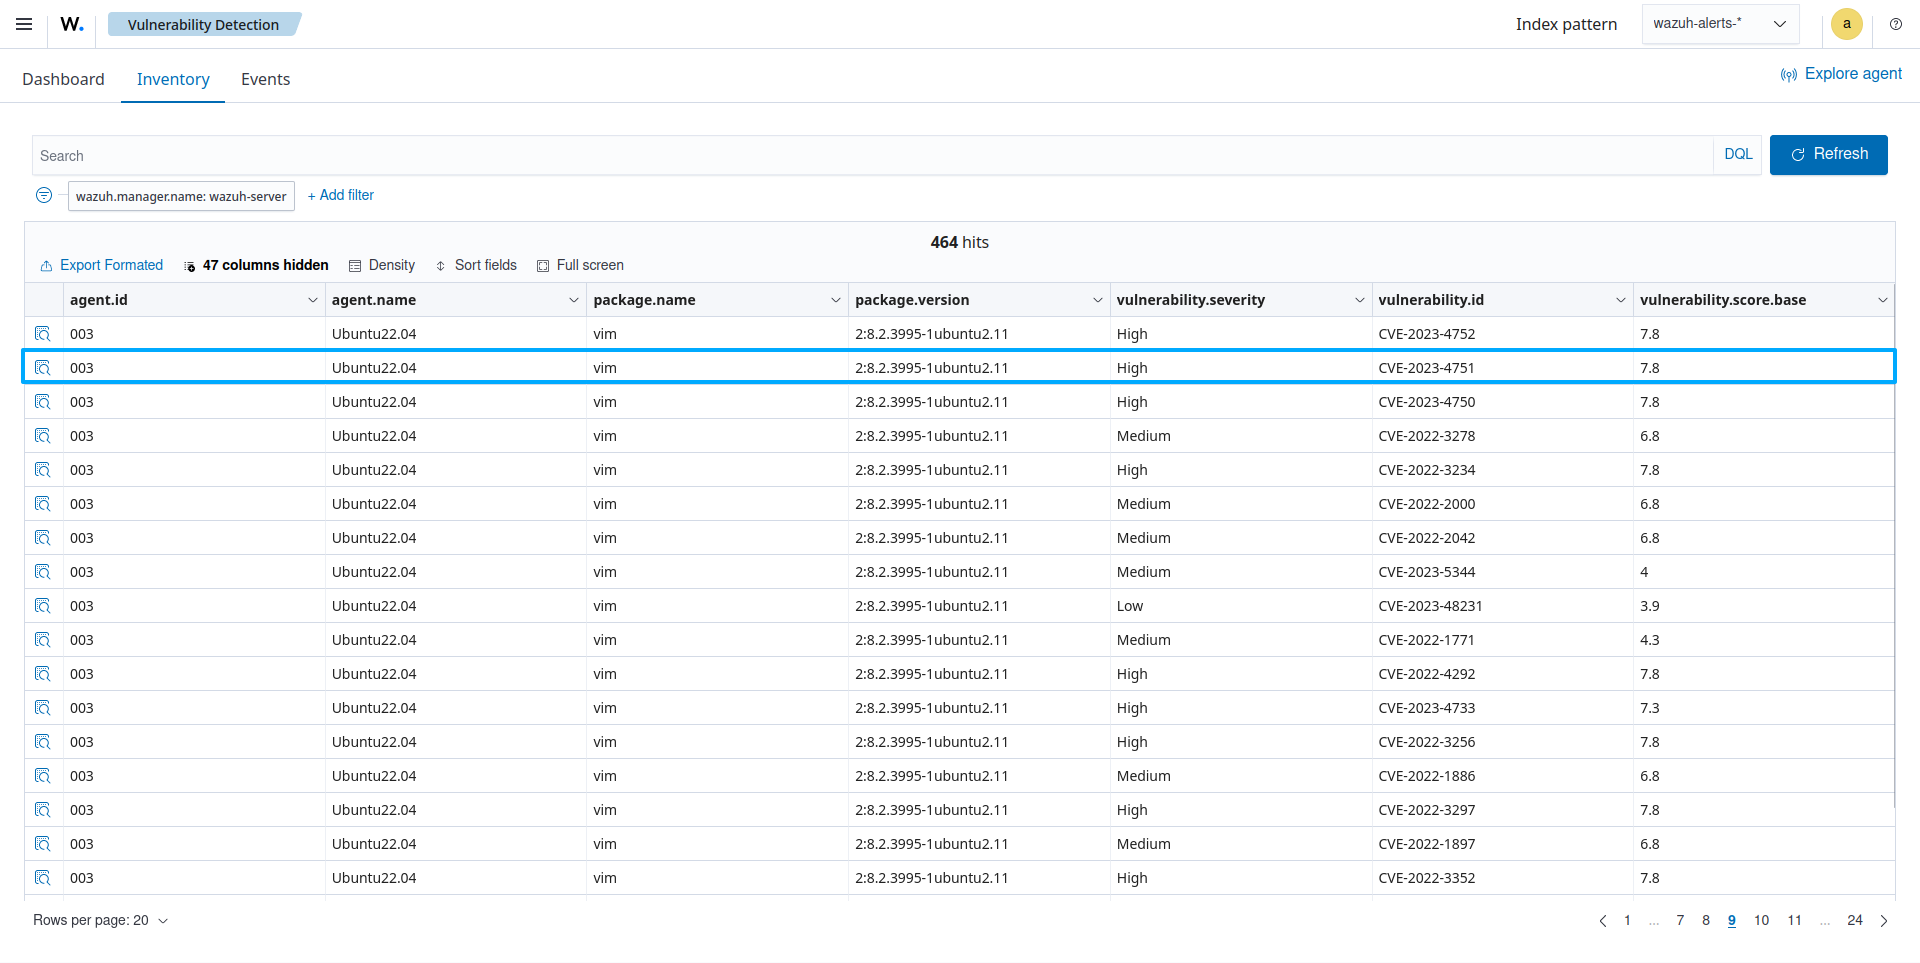 W. Vulnerability Detection Index pattern wazuh-alerts-* a
Dashboard Inventory Events Explore agent
Search DQL Refresh
wazuh.manager.name: wazuh-server + Add filter
464 hits
Export Formated 47 columns hidden Density Sort fields Full screen
agent.id agent.name package.name package.version vulnerability.severity vulnerability.id vulnerability.score.base
003 Ubuntu22.04 vim 2:8.2.3995-1ubuntu2.11 High CVE-2023-4752 7.8
003 Ubuntu22.04 vim 2:8.2.3995-1ubuntu2.11 High CVE-2023-4751 7.8
003 Ubuntu22.04 vim 2:8.2.3995-1ubuntu2.11 High CVE-2023-4750 7.8
003 Ubuntu22.04 vim 2:8.2.3995-1ubuntu2.11 Medium CVE-2022-3278 6.8
003 Ubuntu22.04 vim 2:8.2.3995-1ubuntu2.11 High CVE-2022-3234 7.8
003 Ubuntu22.04 vim 2:8.2.3995-1ubuntu2.11 Medium CVE-2022-2000 6.8
003 Ubuntu22.04 vim 2:8.2.3995-1ubuntu2.11 Medium CVE-2022-2042 6.8
003 Ubuntu22.04 vim 2:8.2.3995-1ubuntu2.11 Medium CVE-2023-5344 4
003 Ubuntu22.04 vim 2:8.2.3995-1ubuntu2.11 Low CVE-2023-48231 3.9
003 Ubuntu22.04 vim 2:8.2.3995-1ubuntu2.11 Medium CVE-2022-1771 4.3
003 Ubuntu22.04 vim 2:8.2.3995-1ubuntu2.11 High CVE-2022-4292 7.8
003 Ubuntu22.04 vim 2:8.2.3995-1ubuntu2.11 High CVE-2023-4733 7.3
003 Ubuntu22.04 vim 2:8.2.3995-1ubuntu2.11 High CVE-2022-3256 7.8
003 Ubuntu22.04 vim 2:8.2.3995-1ubuntu2.11 Medium CVE-2022-1886 6.8
003 Ubuntu22.04 vim 2:8.2.3995-1ubuntu2.11 High CVE-2022-3297 7.8
003 Ubuntu22.04 vim 2:8.2.3995-1ubuntu2.11 Medium CVE-2022-1897 6.8
003 Ubuntu22.04 vim 2:8.2.3995-1ubuntu2.11 High CVE-2022-3352 7.8
Rows per page: 20 1 ... 7 8 9 10 11 ... 24